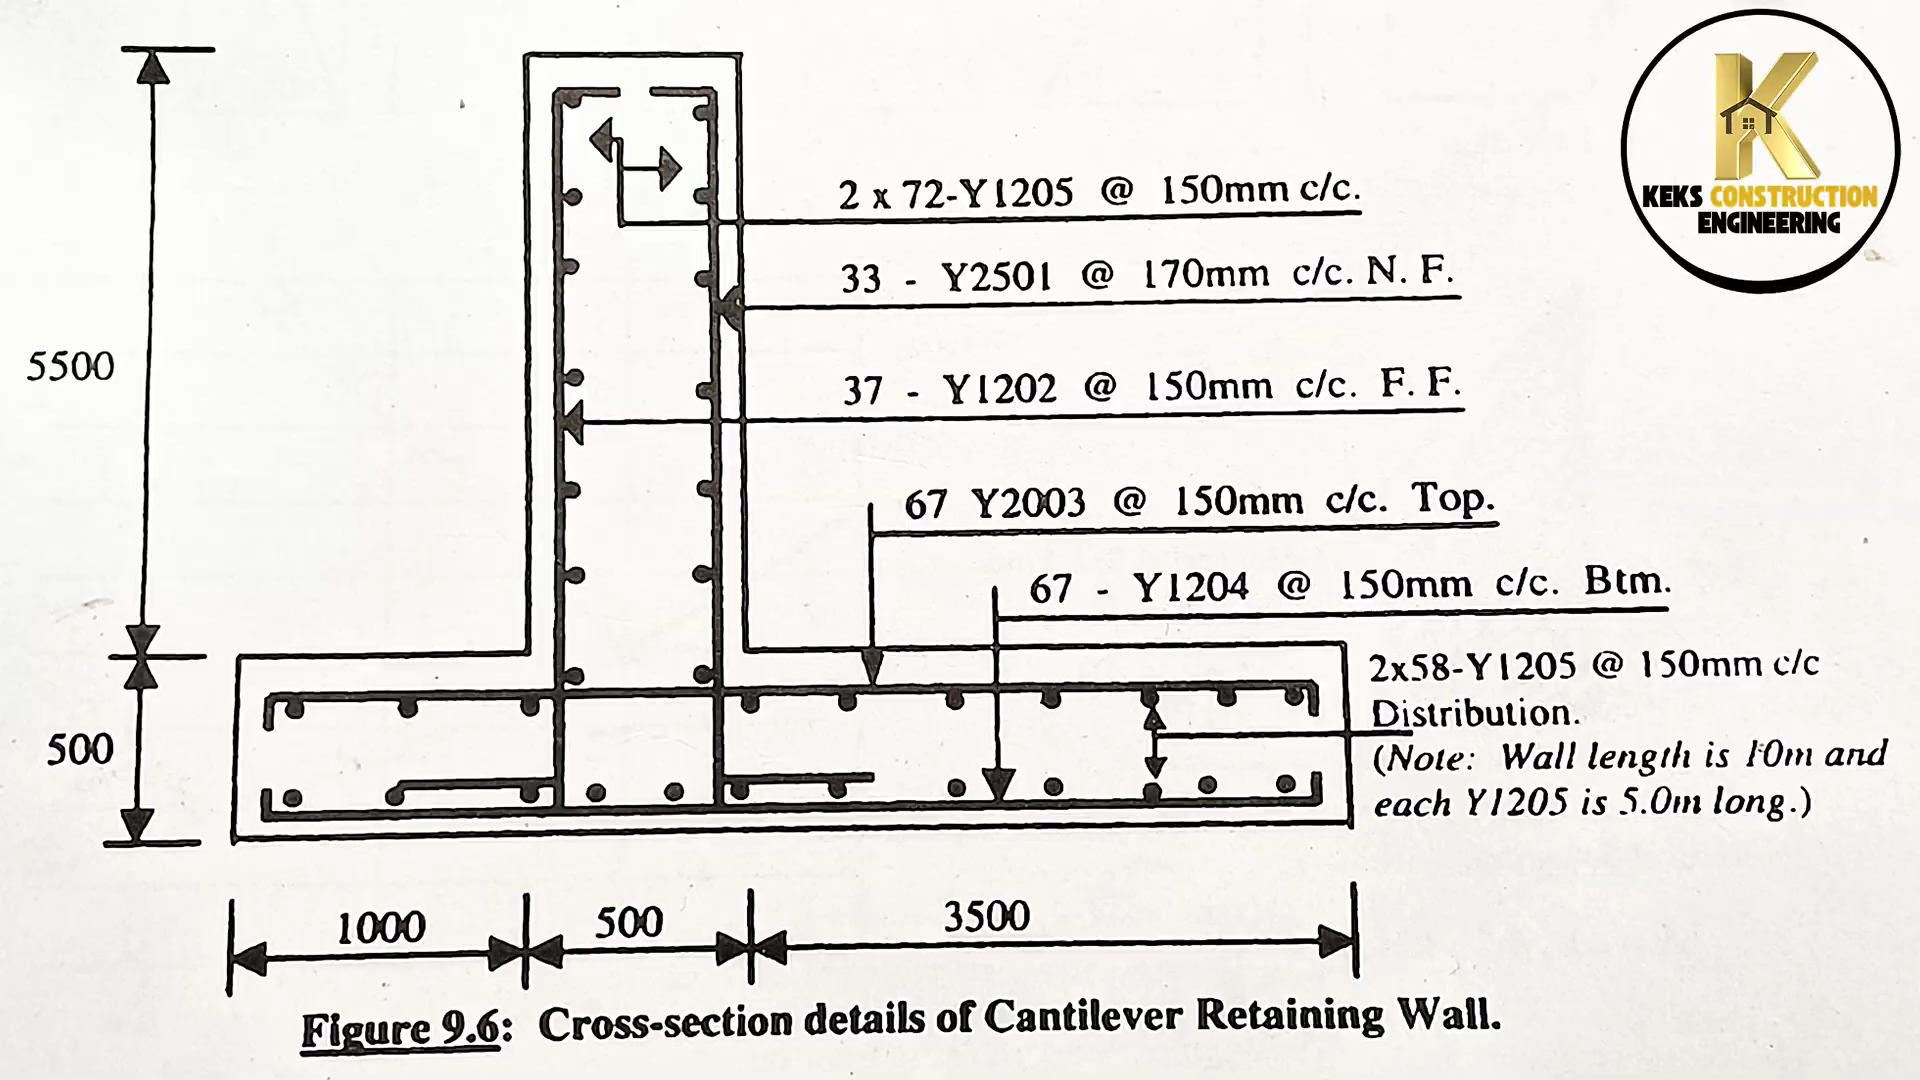 KEKS CONSTRUCTION
ENGINEERING
2 x 72-Y1205 @ 150mm c/c.
33 - Y2501 @ 170mm c/c. N. F.
5500
37 - Y1202 @ 150mm c/c. F. F.
67 Y2003 @ 150mm c/c. Top.
67 - Y1204 @ 150mm c/c. Btm.
2x58-Y1205 @ 150mm c/c
Distribution.
(Note: Wall length is 10m and
each Y1205 is 5.0m long.)
500
1000
500
3500
Figure 9.6: Cross-section details of Cantilever Retaining Wall.